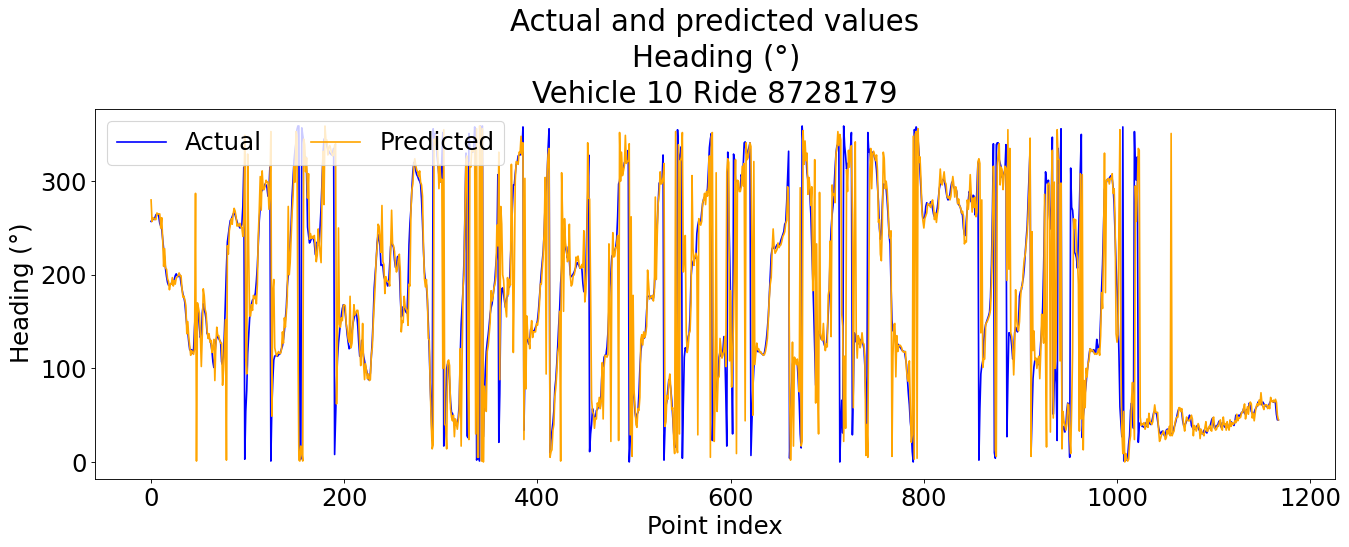 Actual and predicted values
Heading (°)
Vehicle 10 Ride 8728179
Actual
Predicted
Heading (°)
300
200
100
0
0
200
400
600
800
1000
1200
Point index